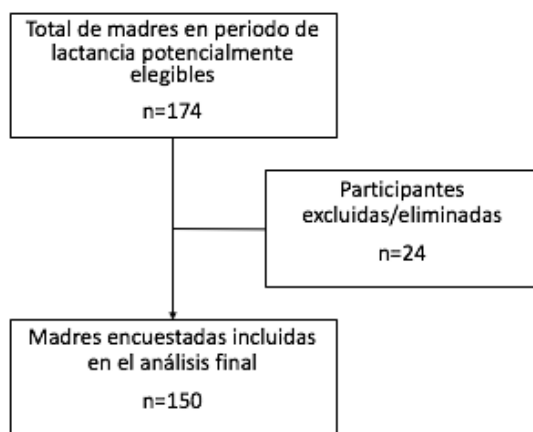 Total de madres en periodo de
lactancia potencialmente
elegibles
n=174
Participantes
excluidas/eliminadas
n=24
Madres encuestadas incluidas
en el análisis final
n=150